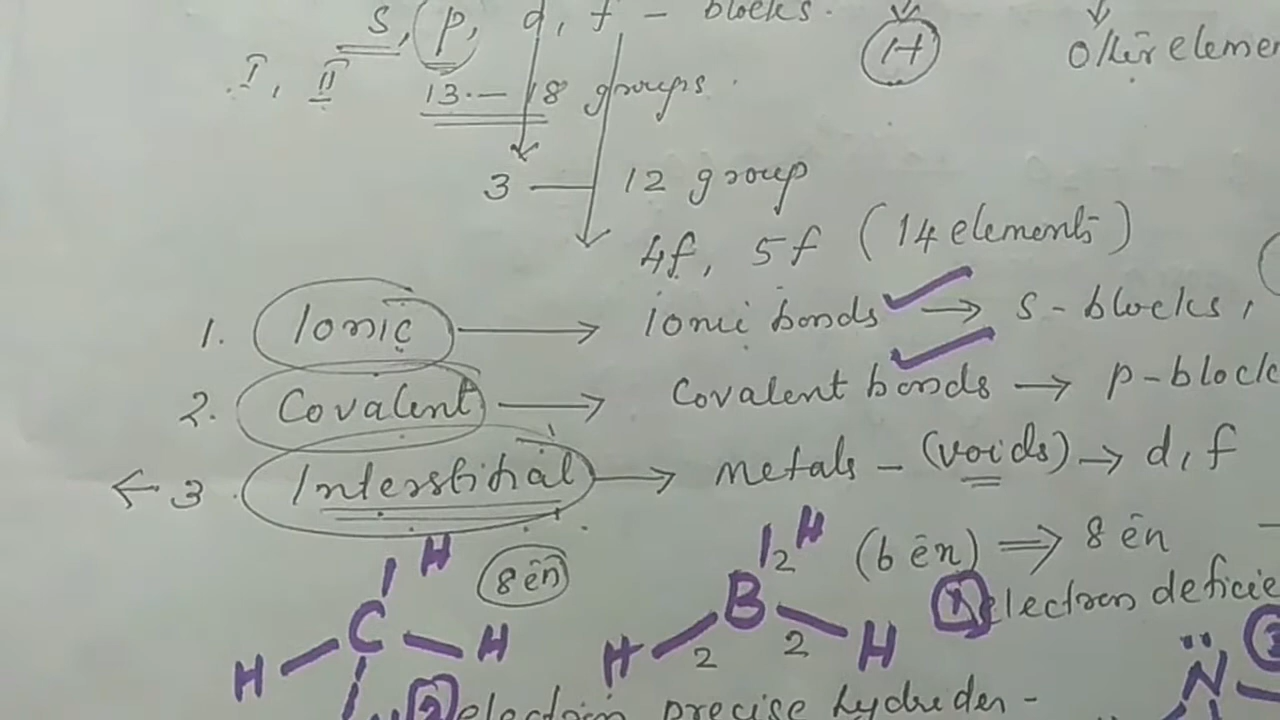 s, p, d, f - blocks.
H
other elemen
I, II 13 - 18 groups.
3 — 12 group
4f, 5f (14 elements)
1. Ionic → Ionic bonds → s-blocks,
2. Covalent → Covalent bonds → p-block
← 3. Interstitial → metals - (voids) → d, f
H 8 ēn H 2 (6 ēn) ⇒ 8 ēn
C B 1 electron deficie
H H H 2 2 H N
2 electron precise hydrides -